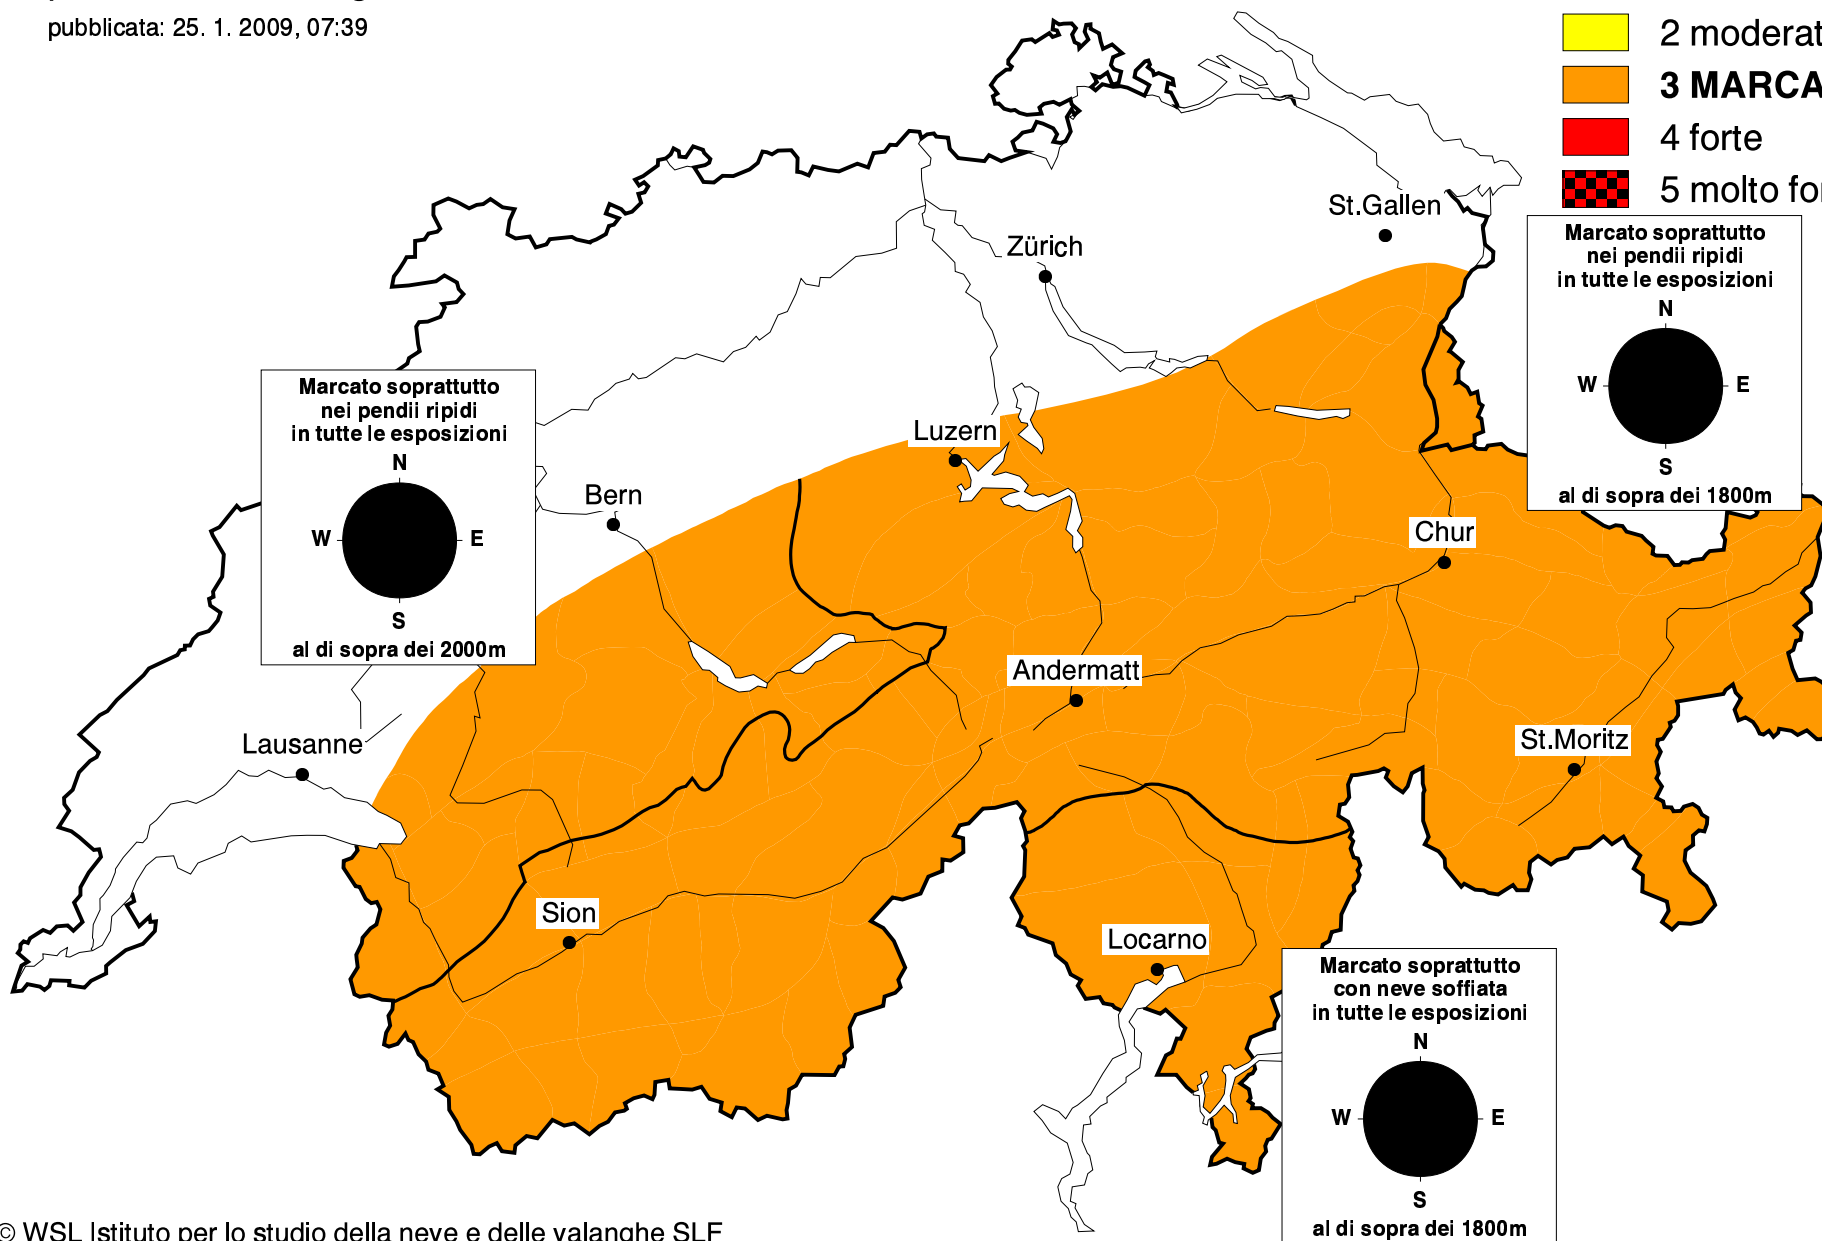 pubblicata: 25. 1. 2009, 07:39
2 moderat
3 MARCA
4 forte
5 molto for
St.Gallen
Zürich
Marcato soprattutto
nei pendii ripidi
in tutte le esposizioni
N
W E
S
al di sopra dei 1800m
Marcato soprattutto
nei pendii ripidi
in tutte le esposizioni
N
W E
S
al di sopra dei 2000m
Luzern
Bern
Chur
Andermatt
St.Moritz
Lausanne
Sion
Locarno
Marcato soprattutto
con neve soffiata
in tutte le esposizioni
N
W E
S
al di sopra dei 1800m
© WSL Istituto per lo studio della neve e delle valanghe SLF